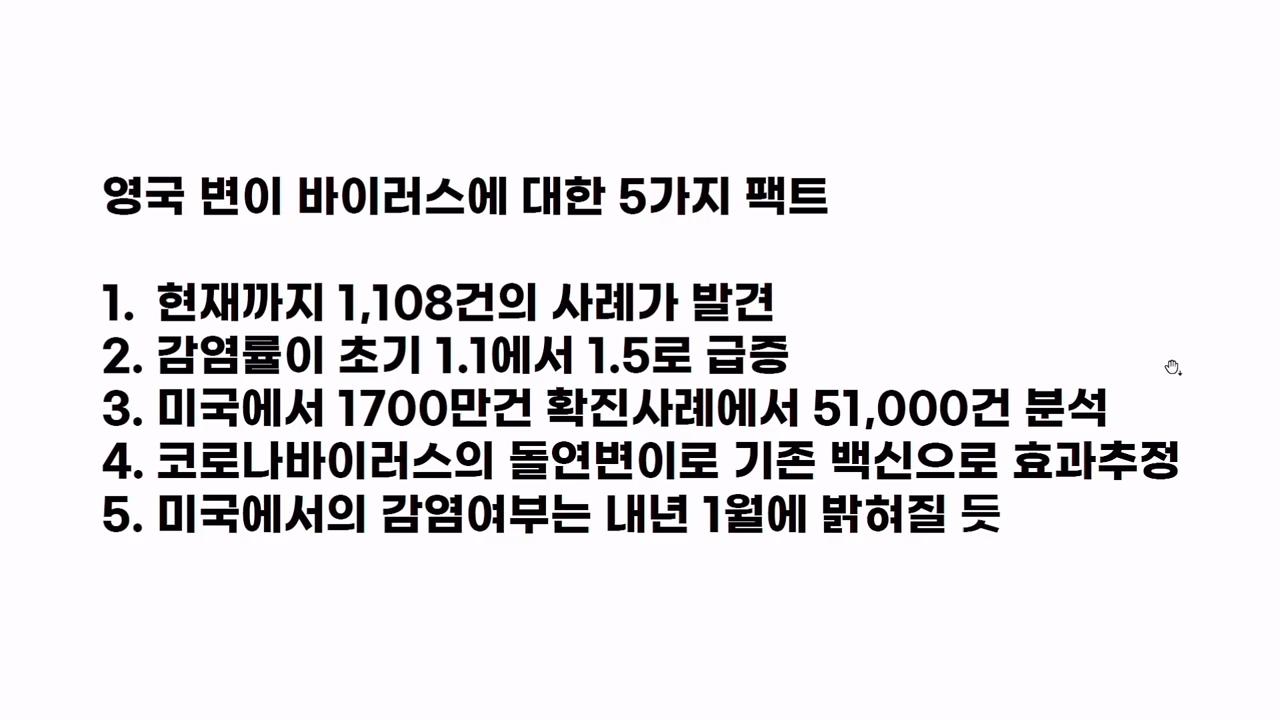 영국 변이 바이러스에 대한 5가지 팩트
1. 현재까지 1,108건의 사례가 발견
2. 감염률이 초기 1.1에서 1.5로 급증
3. 미국에서 1700만건 확진사례에서 51,000건 분석
4. 코로나바이러스의 돌연변이로 기존 백신으로 효과추정
5. 미국에서의 감염여부는 내년 1월에 밝혀질 듯